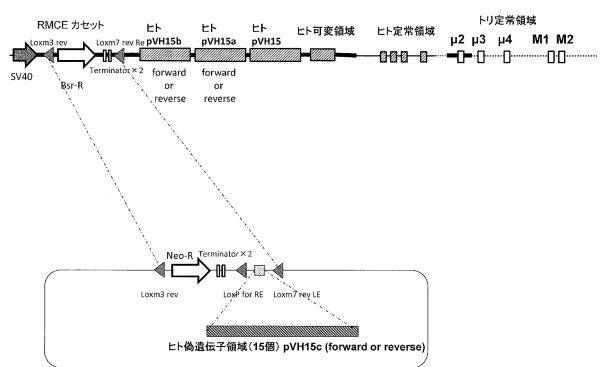 RMCE カセット
Loxm3 rev
Loxm7 rev Re
ヒト
pVH15b
ヒト
pVH15a
ヒト
pVH15
ヒト可変領域
ヒト定常領域
トリ定常領域
μ2
μ3
μ4
M1
M2
SV40
Bsr-R
Terminator×2
forward
or
reverse
forward
or
reverse
Neo-R
Terminator×2
Loxm3 rev
LoxP for RE
Loxm7 rev LE
ヒト偽遺伝子領域(15個) pVH15c (forward or reverse)